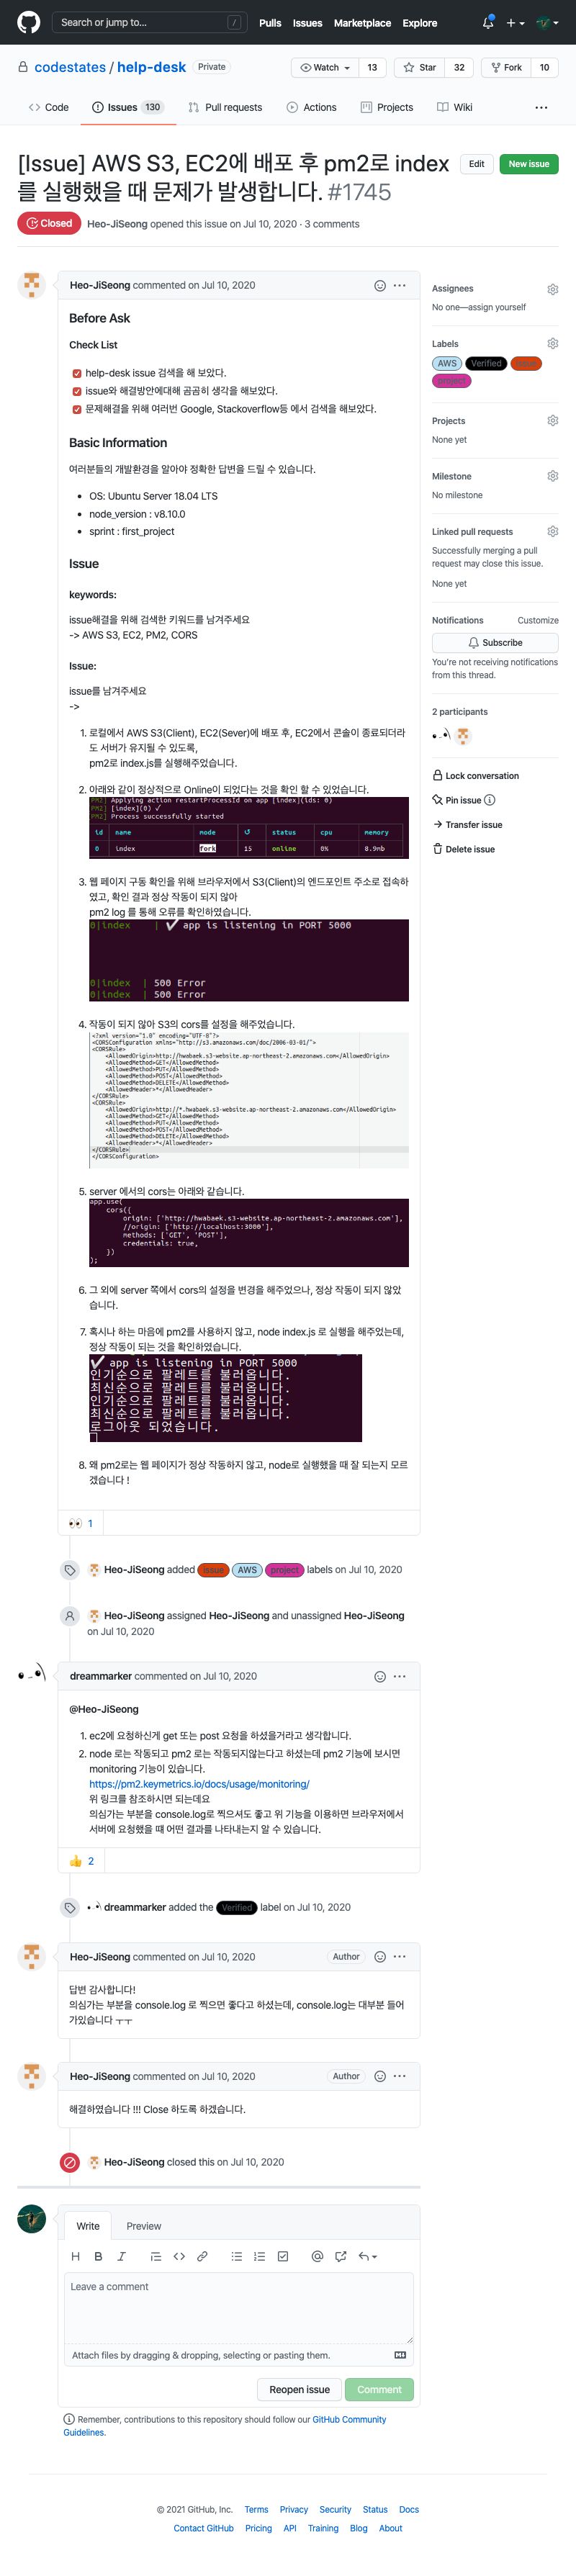 Search or jump to...
/
Pulls Issues Marketplace Explore
codestates / help-desk Private
Watch 13 Star 32 Fork 10
Code Issues 130 Pull requests Actions Projects Wiki ...
[Issue] AWS S3, EC2에 배포 후 pm2로 index
를 실행했을 때 문제가 발생합니다. #1745
Edit New issue
Closed Heo-JiSeong opened this issue on Jul 10, 2020 · 3 comments
Heo-JiSeong commented on Jul 10, 2020
Before Ask
Check List
help-desk issue 검색을 해 보았다.
issue와 해결방안에대해 곰곰히 생각을 해보았다.
문제해결을 위해 여러번 Google, Stackoverflow등 에서 검색을 해보았다.
Basic Information
여러분들의 개발환경을 알아야 정확한 답변을 드릴 수 있습니다.
• OS: Ubuntu Server 18.04 LTS
• node_version : v8.10.0
• sprint : first_project
Issue
keywords:
issue해결을 위해 검색한 키워드를 남겨주세요
-> AWS S3, EC2, PM2, CORS
Issue:
issue를 남겨주세요
->
1. 로컬에서 AWS S3(Client), EC2(Sever)에 배포 후, EC2에서 콘솔이 종료되더라
도 서버가 유지될 수 있도록,
pm2로 index.js를 실행해주었습니다.
2. 아래와 같이 정상적으로 Online이 되었다는 것을 확인 할 수 있었습니다.
PM2] Applying action restartProcessId on app [index](ids: 0)
PM2] [index](0) ✓
PM2] Process successfully started
id name mode ↺ status cpu memory
0 index fork 15 online 0% 8.9mb
3. 웹 페이지 구동 확인을 위해 브라우저에서 S3(Client)의 엔드포인트 주소로 접속하
였고, 확인 결과 정상 작동이 되지 않아
pm2 log 를 통해 오류를 확인하였습니다.
0|index | ✔ app is listening in PORT 5000
0|index | 500 Error
0|index | 500 Error
4. 작동이 되지 않아 S3의 cors를 설정을 해주었습니다.
<?xml version="1.0" encoding="UTF-8"?>
<CORSConfiguration xmlns="http://s3.amazonaws.com/doc/2006-03-01/">
<CORSRule>
<AllowedOrigin>http://hwabaek.s3-website.ap-northeast-2.amazonaws.com</AllowedOrigin>
<AllowedMethod>GET</AllowedMethod>
<AllowedMethod>PUT</AllowedMethod>
<AllowedMethod>POST</AllowedMethod>
<AllowedMethod>DELETE</AllowedMethod>
<AllowedHeader>*</AllowedHeader>
</CORSRule>
<CORSRule>
<AllowedOrigin>http://*.hwabaek.s3-website.ap-northeast-2.amazonaws.com</AllowedOrigin>
<AllowedMethod>GET</AllowedMethod>
<AllowedMethod>PUT</AllowedMethod>
<AllowedMethod>POST</AllowedMethod>
<AllowedMethod>DELETE</AllowedMethod>
<AllowedHeader>*</AllowedHeader>
</CORSRule>
</CORSConfiguration>
5. server 에서의 cors는 아래와 같습니다.
app.use(
cors({
origin: ['http://hwabaek.s3-website.ap-northeast-2.amazonaws.com'],
//origin: ['http://localhost:3000'],
methods: ['GET', 'POST'],
credentials: true,
})
);
6. 그 외에 server 쪽에서 cors의 설정을 변경을 해주었으나, 정상 작동이 되지 않았
습니다.
7. 혹시나 하는 마음에 pm2를 사용하지 않고, node index.js 로 실행을 해주었는데,
정상 작동이 되는 것을 확인하였습니다.
✔ app is listening in PORT 5000
인기순으로 팔레트를 불러옵니다.
최신순으로 팔레트를 불러옵니다.
인기순으로 팔레트를 불러옵니다.
최신순으로 팔레트를 불러옵니다.
로그아웃 되었습니다.
8. 왜 pm2로는 웹 페이지가 정상 작동하지 않고, node로 실행했을 때 잘 되는지 모르
겠습니다 !
👀 1
Heo-JiSeong added issue AWS project labels on Jul 10, 2020
Heo-JiSeong assigned Heo-JiSeong and unassigned Heo-JiSeong
on Jul 10, 2020
dreammarker commented on Jul 10, 2020
@Heo-JiSeong
1. ec2에 요청하신게 get 또는 post 요청을 하셨을거라고 생각합니다.
2. node 로는 작동되고 pm2 로는 작동되지않는다고 하셨는데 pm2 기능에 보시면
monitoring 기능이 있습니다.
https://pm2.keymetrics.io/docs/usage/monitoring/
위 링크를 참조하시면 되는데요
의심가는 부분을 console.log로 찍으셔도 좋고 위 기능을 이용하면 브라우저에서
서버에 요청했을 떄 어떤 결과를 나타내는지 알 수 있습니다.
👍 2
dreammarker added the Verified label on Jul 10, 2020
Heo-JiSeong commented on Jul 10, 2020 Author
답변 감사합니다!
의심가는 부분을 console.log 로 찍으면 좋다고 하셨는데, console.log는 대부분 들어
가있습니다 ㅜㅜ
Heo-JiSeong commented on Jul 10, 2020 Author
해결하였습니다 !!! Close 하도록 하겠습니다.
Heo-JiSeong closed this on Jul 10, 2020
Write Preview
Leave a comment
Attach files by dragging & dropping, selecting or pasting them.
Reopen issue Comment
Remember, contributions to this repository should follow our GitHub Community
Guidelines.
Assignees
No one—assign yourself
Labels
AWS Verified issue
project
Projects
None yet
Milestone
No milestone
Linked pull requests
Successfully merging a pull
request may close this issue.
None yet
Notifications Customize
Subscribe
You're not receiving notifications
from this thread.
2 participants
Lock conversation
Pin issue
Transfer issue
Delete issue
© 2021 GitHub, Inc. Terms Privacy Security Status Docs
Contact GitHub Pricing API Training Blog About